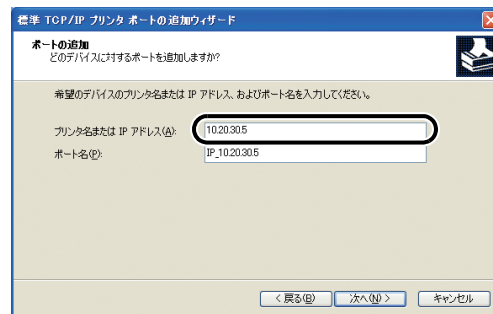 標準 TCP/IP プリンタ ポートの追加ウィザード
ポートの追加
どのデバイスに対するポートを追加しますか?
希望のデバイスのプリンタ名または IP アドレス、およびポート名を入力してください。
プリンタ名または IP アドレス(A): 10.20.30.5
ポート名(P): IP_10.20.30.5
< 戻る(B) 次へ(N) > キャンセル